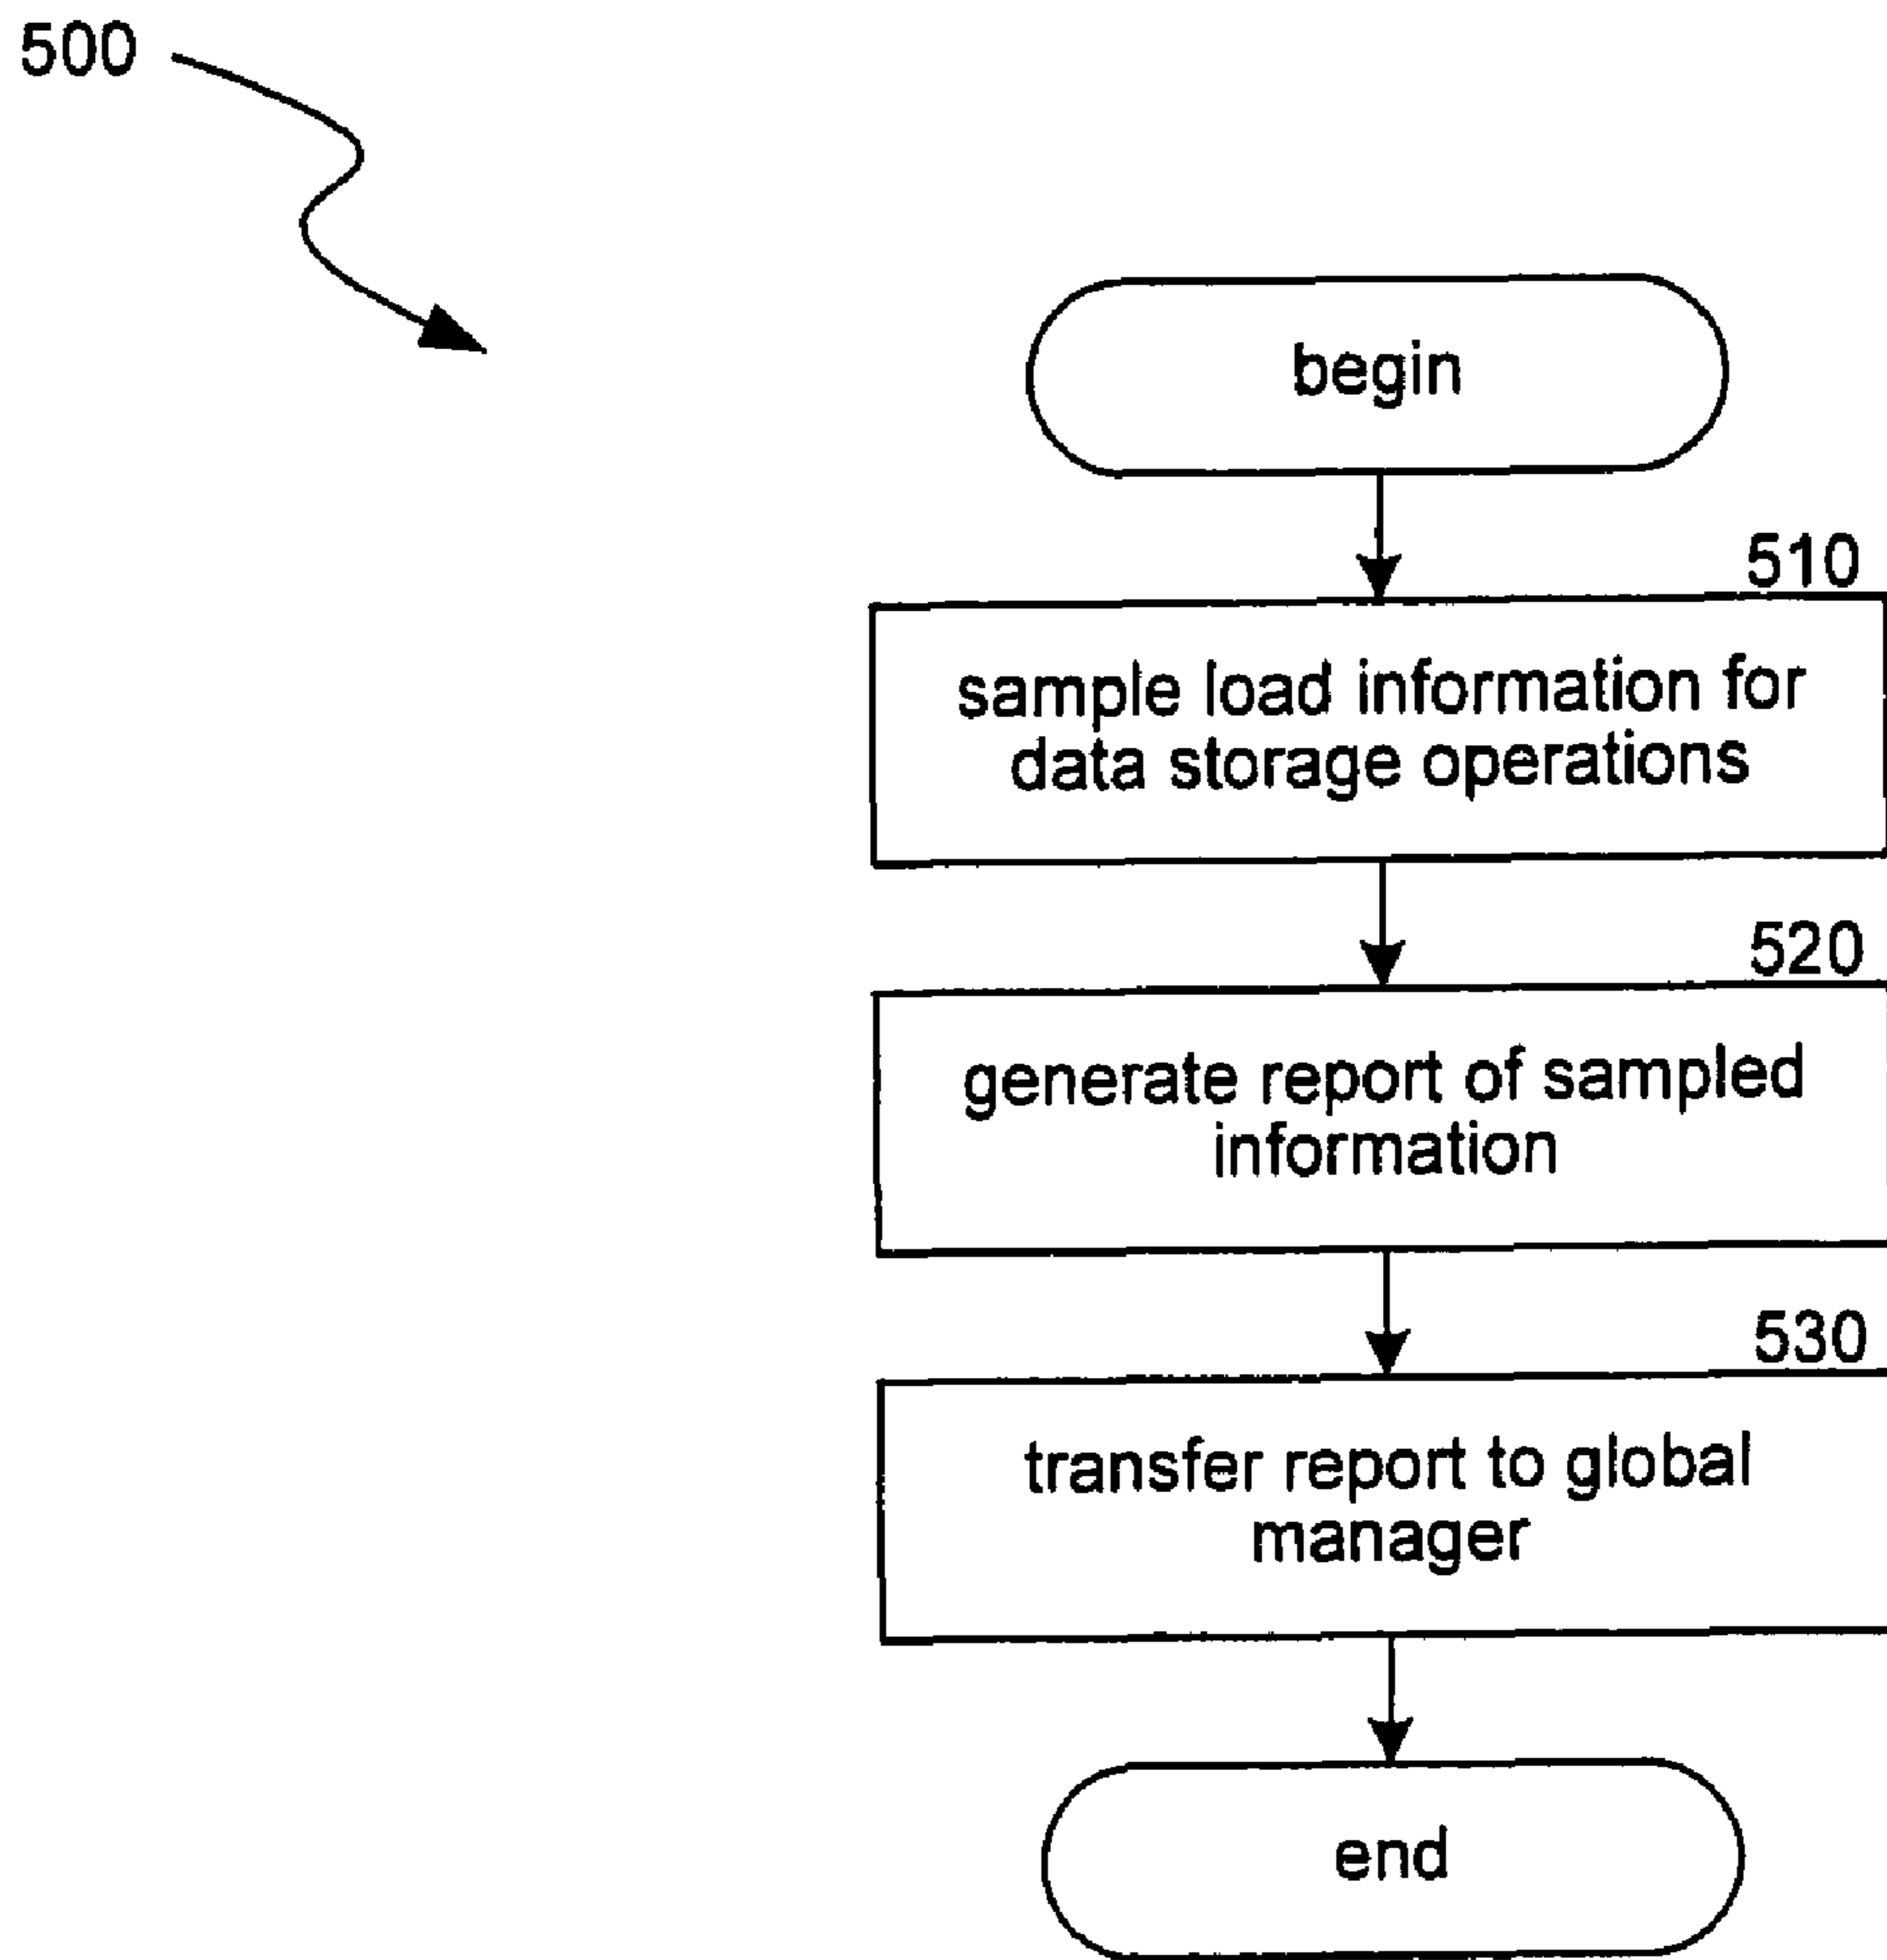 500
begin
510
sample load information for
data storage operations
520
generate report of sampled
information
530
transfer report to global
manager
end